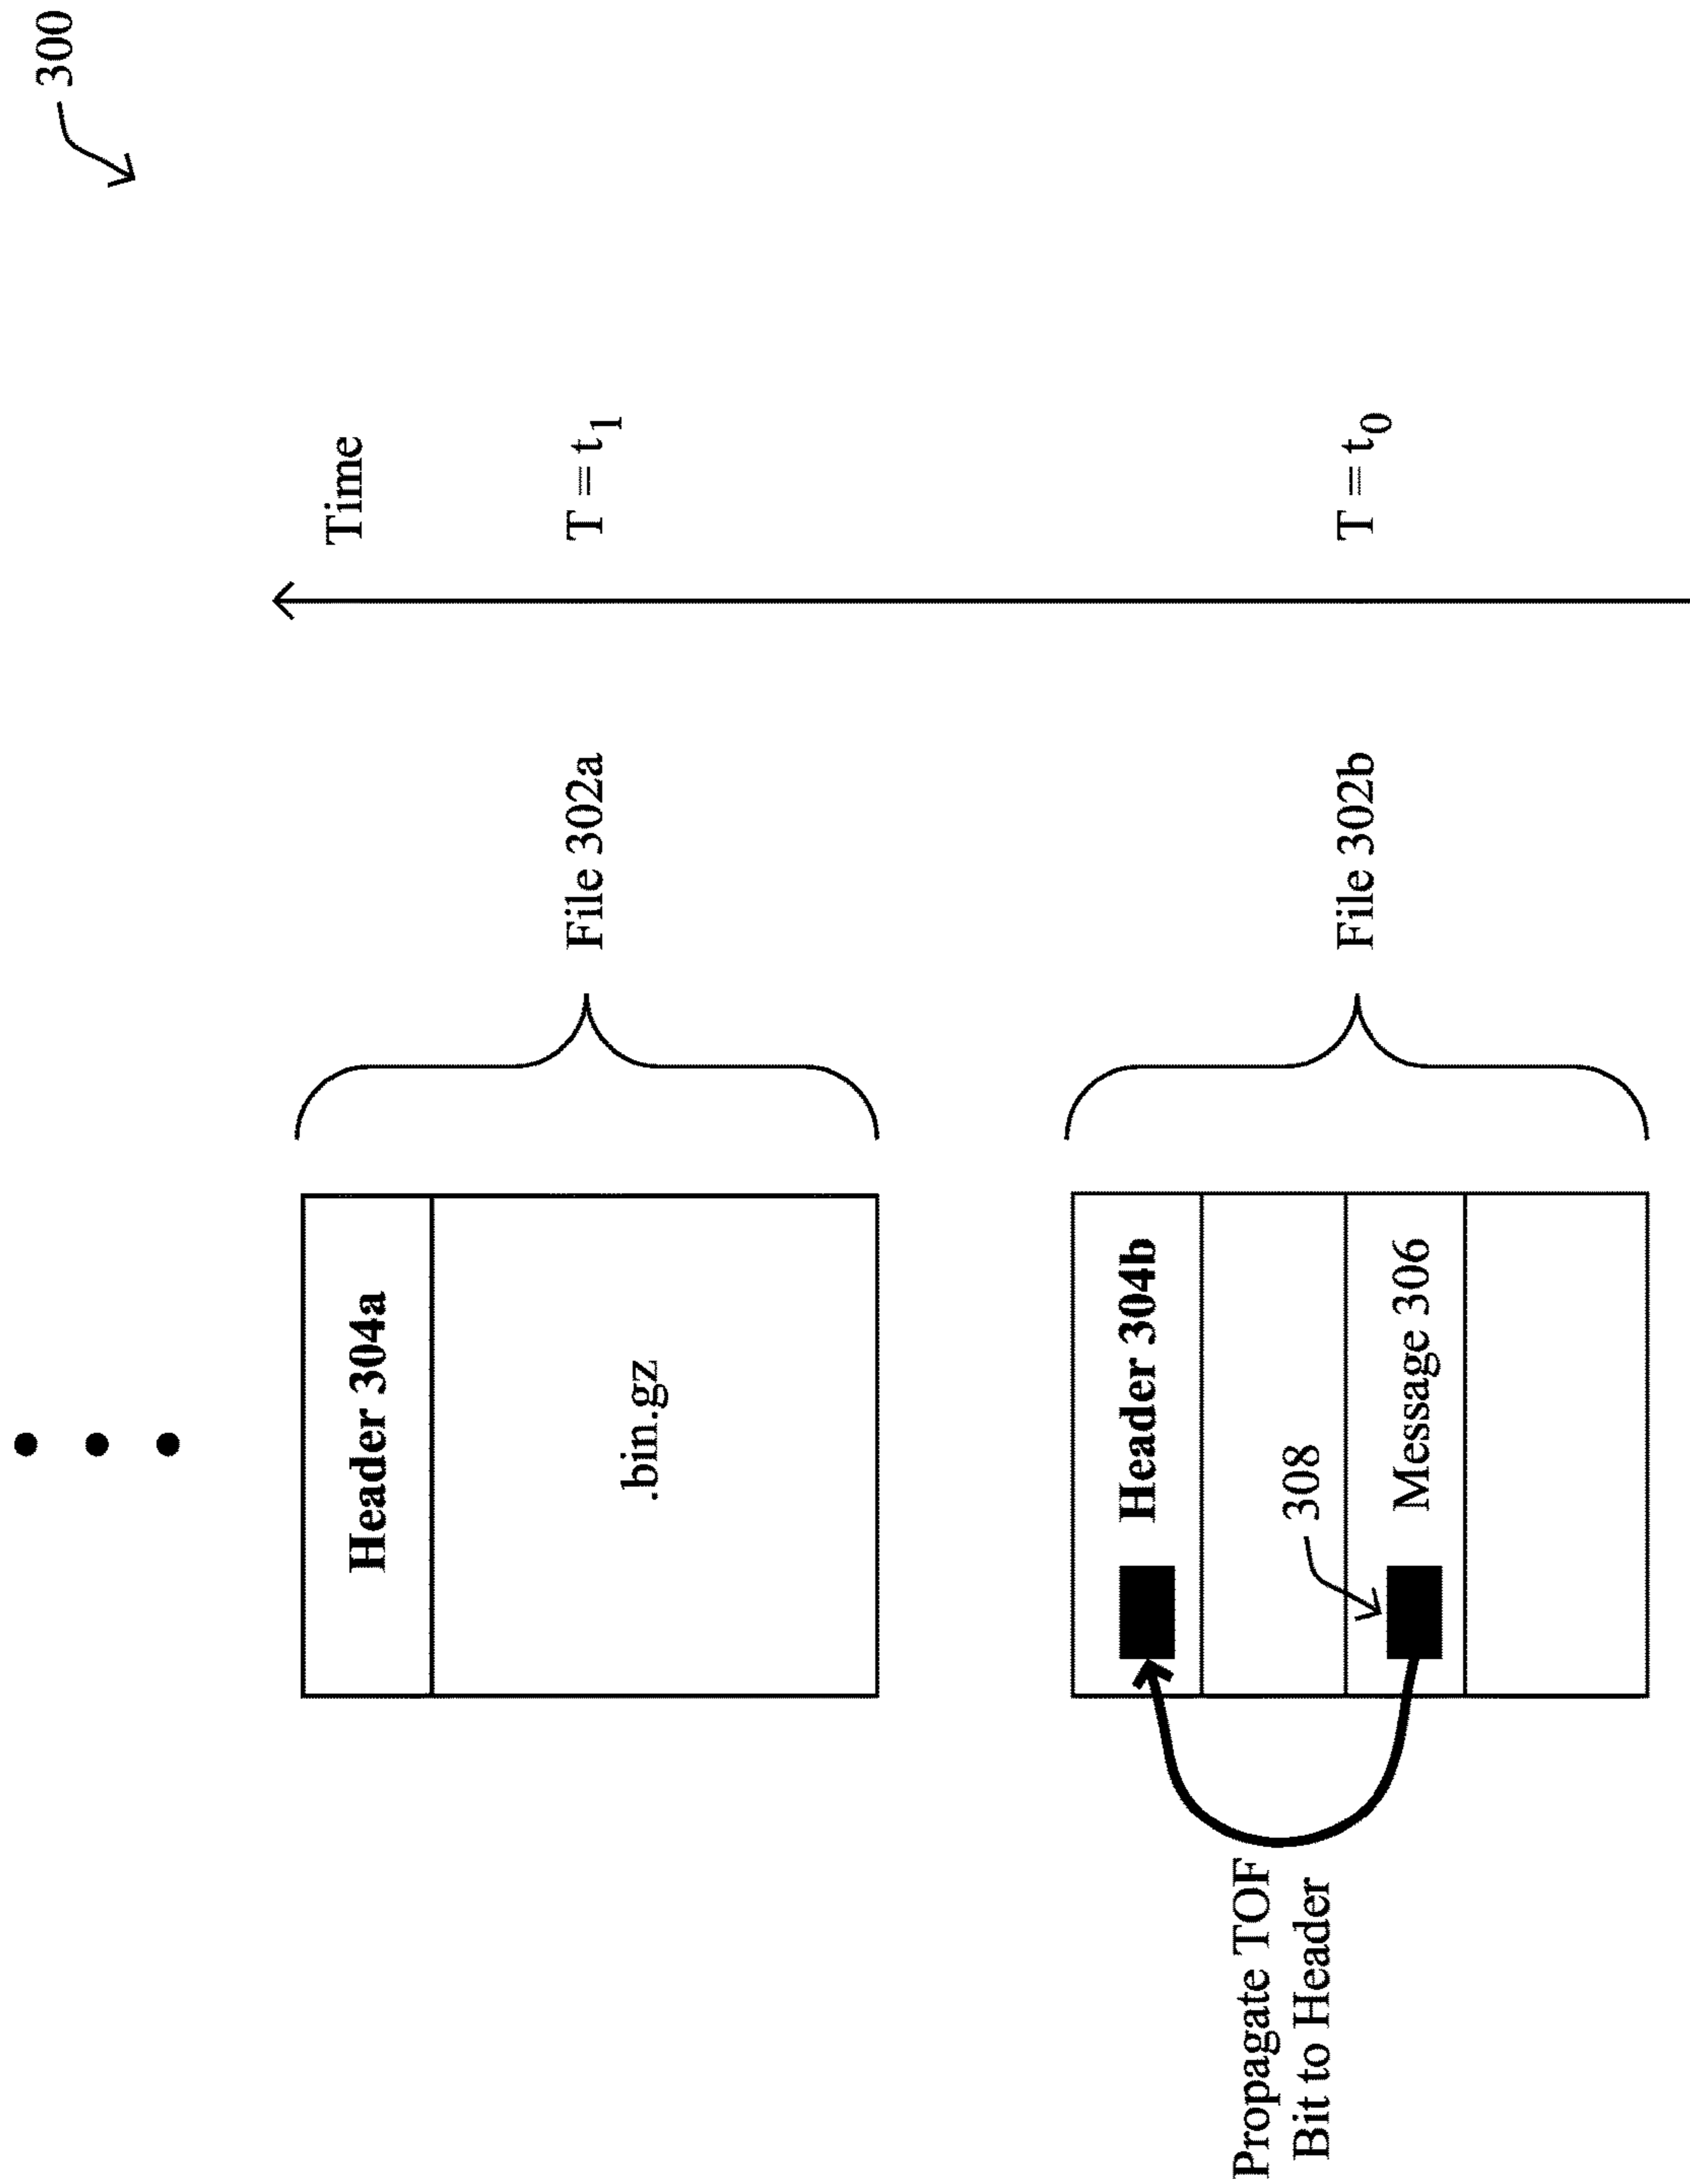 300
Time
Header 304a
.bin.gz
File 302a
T = t1
Header 304b
308
Message 306
File 302b
T = t0
Propagate TOF
Bit to Header